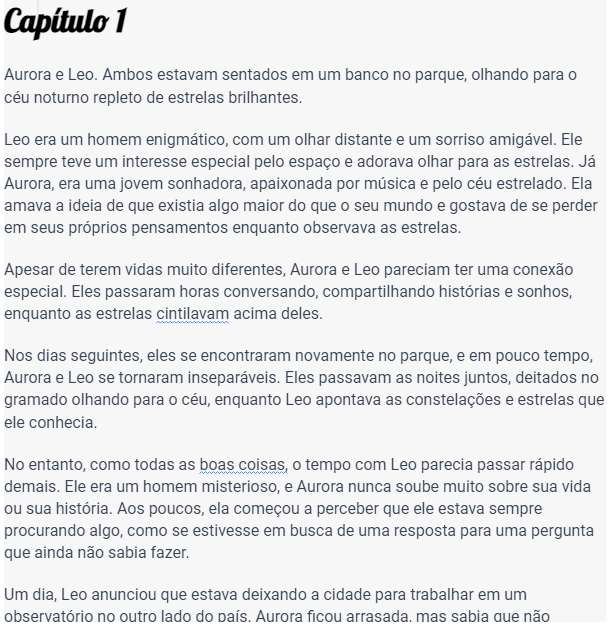 Capítulo 1
Aurora e Leo. Ambos estavam sentados em um banco no parque, olhando para o
céu noturno repleto de estrelas brilhantes.
Leo era um homem enigmático, com um olhar distante e um sorriso amigável. Ele
sempre teve um interesse especial pelo espaço e adorava olhar para as estrelas. Já
Aurora, era uma jovem sonhadora, apaixonada por música e pelo céu estrelado. Ela
amava a ideia de que existia algo maior do que o seu mundo e gostava de se perder
em seus próprios pensamentos enquanto observava as estrelas.
Apesar de terem vidas muito diferentes, Aurora e Leo pareciam ter uma conexão
especial. Eles passaram horas conversando, compartilhando histórias e sonhos,
enquanto as estrelas cintilavam acima deles.
Nos dias seguintes, eles se encontraram novamente no parque, e em pouco tempo,
Aurora e Leo se tornaram inseparáveis. Eles passavam as noites juntos, deitados no
gramado olhando para o céu, enquanto Leo apontava as constelações e estrelas que
ele conhecia.
No entanto, como todas as boas coisas, o tempo com Leo parecia passar rápido
demais. Ele era um homem misterioso, e Aurora nunca soube muito sobre sua vida
ou sua história. Aos poucos, ela começou a perceber que ele estava sempre
procurando algo, como se estivesse em busca de uma resposta para uma pergunta
que ainda não sabia fazer.
Um dia, Leo anunciou que estava deixando a cidade para trabalhar em um
observatório no outro lado do país. Aurora ficou arrasada, mas sabia que não